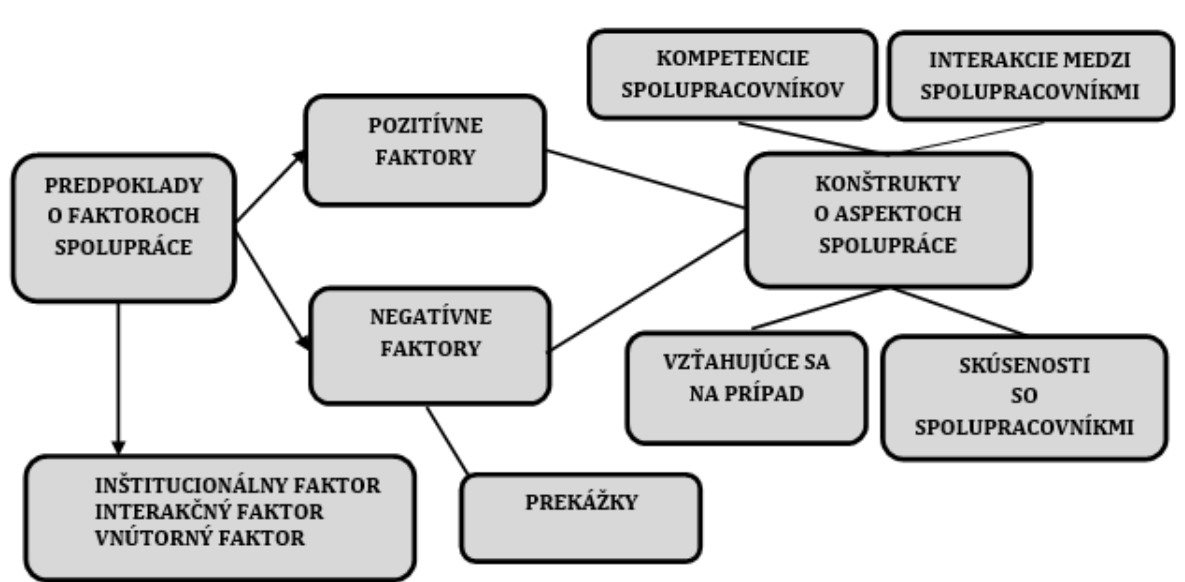 KOMPETENCIE
SPOLUPRACOVNÍKOV
INTERAKCIE MEDZI
SPOLUPRACOVNÍKMI
POZITÍVNE
FAKTORY
PREDPOKLADY
O FAKTOROCH
SPOLUPRÁCE
KONŠTRUKTY
O ASPEKTOCH
SPOLUPRÁCE
NEGATÍVNE
FAKTORY
VZŤAHUJÚCE SA
NA PRÍPAD
SKÚSENOSTI
SO
SPOLUPRACOVNÍKMI
INŠTITUCIONÁLNY FAKTOR
INTERAKČNÝ FAKTOR
VNÚTORNÝ FAKTOR
PREKÁŽKY